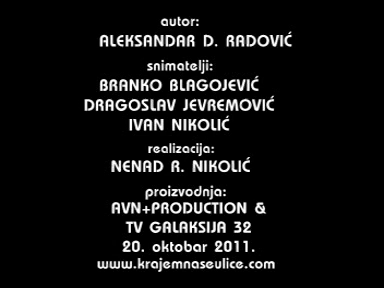 autor:
ALEKSANDAR D. RADOVIĆ
snimatelji:
BRANKO BLAGOJEVIĆ
DRAGOSLAV JEVREMOVIĆ
IVAN NIKOLIĆ
realizacija:
NENAD R. NIKOLIĆ
proizvodnja:
AVN+PRODUCTION &
TV GALAKSIJA 32
20. oktobar 2011.
www.krajemnaseulice.com